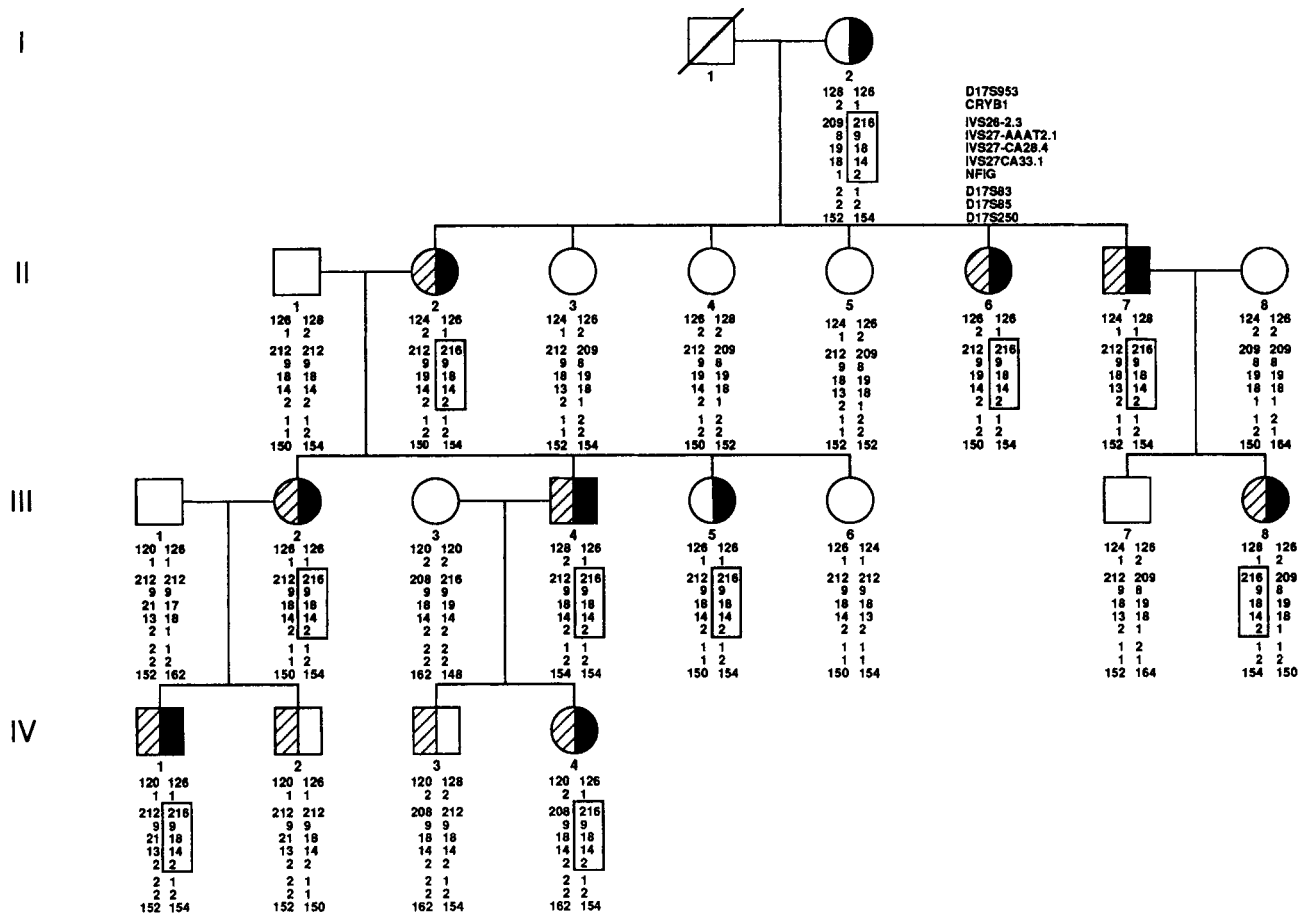 I
1 2
128 126 D17S953
2 1 CRYB1
209 216 IVS26-2.3
8 9 IVS27-AAAT2.1
19 18 IVS27-CA28.4
18 14 IVS27CA33.1
1 2 NFIG
2 1 D17S83
2 2 D17S85
152 154 D17S250
II
1 2 3 4 5 6 7 8
126 128 124 126 124 126 126 128 124 126 126 126 124 128 124 126
1 2 2 1 1 2 2 2 1 2 2 1 1 1 2 2
212 212 212 216 212 209 212 209 212 209 212 216 212 216 209 209
9 9 9 9 9 8 9 8 9 8 9 9 9 9 8 8
18 18 19 18 18 19 19 19 18 19 19 18 18 18 19 19
14 14 14 14 13 18 14 18 13 18 14 14 13 14 18 18
2 2 2 2 2 1 2 1 2 1 2 2 2 2 1 1
1 1 1 1 1 2 1 2 1 2 1 1 1 1 1 2
1 2 2 2 1 2 2 2 1 2 2 2 1 2 2 1
150 154 150 154 152 154 150 152 152 152 150 154 152 154 150 164
III
1 2 3 4 5 6 7 8
120 126 126 126 120 120 128 126 126 126 126 124 124 126 128 126
1 1 1 1 2 2 2 1 1 1 1 1 1 2 1 2
212 212 212 216 208 216 212 216 212 216 212 212 212 209 216 209
9 9 9 9 9 9 9 9 9 9 9 9 9 8 9 8
21 17 18 18 18 19 18 18 18 18 18 18 18 19 18 19
13 18 14 14 14 14 14 14 14 14 14 13 13 18 14 18
2 1 2 2 2 2 2 2 2 2 2 2 2 1 2 1
2 1 1 1 2 2 1 1 1 1 1 1 1 2 1 1
2 2 1 2 2 2 2 2 1 2 1 1 1 1 2 2
152 162 150 154 162 148 154 154 150 154 150 154 152 164 154 150
IV
1 2 3 4
120 126 120 126 120 128 120 126
1 1 1 1 2 2 2 1
212 216 212 212 208 212 208 216
9 9 9 9 9 9 9 9
21 18 21 18 18 18 18 18
13 14 13 14 14 14 14 14
2 2 2 2 2 2 2 2
2 1 2 1 2 1 2 1
2 2 2 1 2 2 2 2
152 154 152 150 162 154 162 154